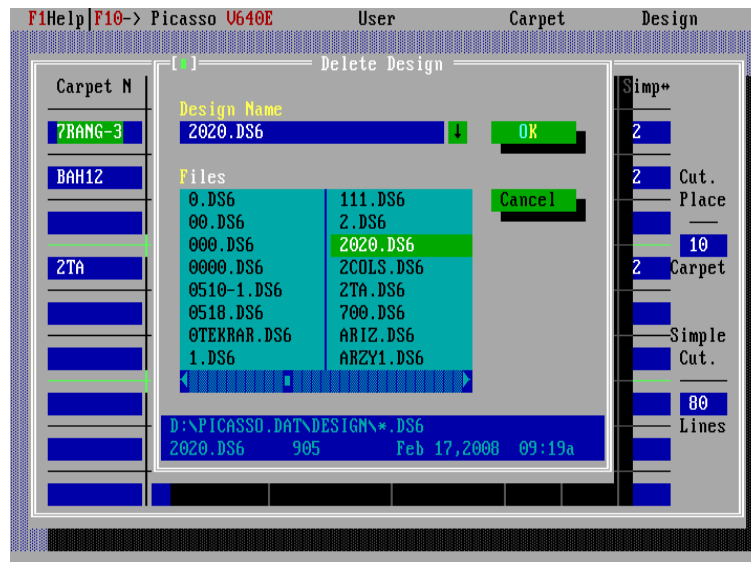 F1Help F10-> Picasso V640E User Carpet Design
[ ] Delete Design
Carpet N Simp↔
Design Name
7RANG-3 2020.DS6 ↓ OK 2
BAH12 Files 2 Cut.
0.DS6 111.DS6 Cancel Place
00.DS6 2.DS6
000.DS6 2020.DS6 10
2TA 0000.DS6 2COLS.DS6 2 Carpet
0510-1.DS6 2TA.DS6
0518.DS6 700.DS6
OTEKRAR.DS6 ARIZ.DS6 Simple
1.DS6 ARZY1.DS6 Cut.
80
D:\PICASSO.DAT\DESIGN\*.DS6 Lines
2020.DS6 905 Feb 17,2008 09:19a